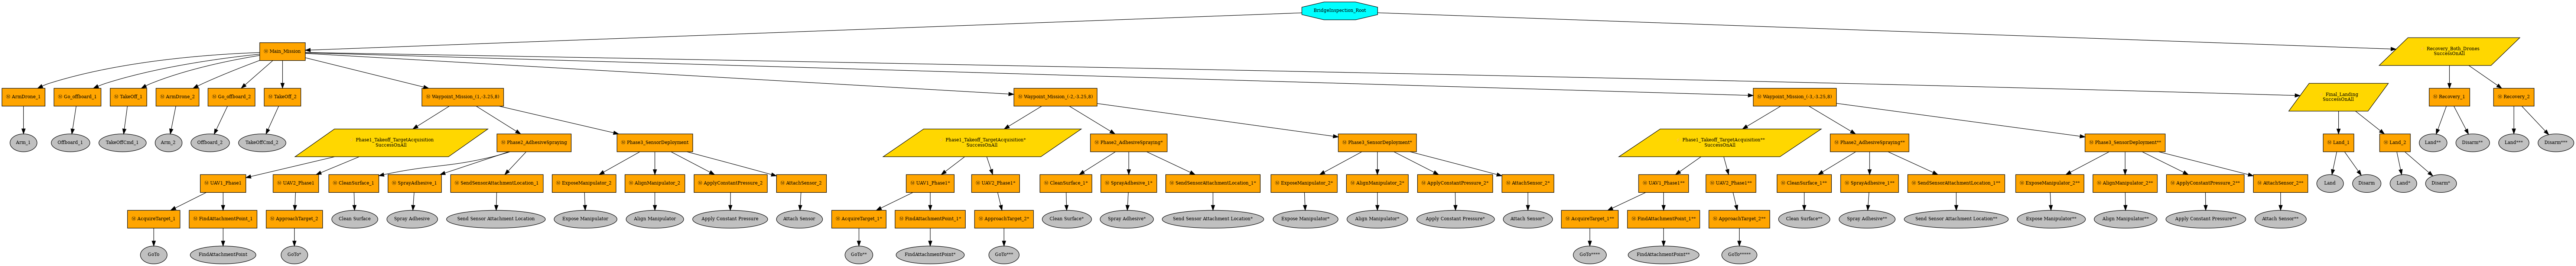 BridgeInspection_Root
Main_Mission
Recovery_Both_Drones
SuccessOnAll
ArmDrone_1
Go_offboard_1
TakeOff_1
ArmDrone_2
Go_offboard_2
TakeOff_2
Waypoint_Mission_(1,-3.25,8)
Waypoint_Mission_(-2,-3.25,8)
Waypoint_Mission_(-3,-3.25,8)
Final_Landing
SuccessOnAll
Recovery_1
Recovery_2
Arm_1
Offboard_1
TakeOffCmd_1
Arm_2
Offboard_2
TakeOffCmd_2
Phase1_Takeoff_TargetAcquisition
SuccessOnAll
Phase2_AdhesiveSpraying
Phase3_SensorDeployment
Phase1_Takeoff_TargetAcquisition*
SuccessOnAll
Phase2_AdhesiveSpraying*
Phase3_SensorDeployment*
Phase1_Takeoff_TargetAcquisition**
SuccessOnAll
Phase2_AdhesiveSpraying**
Phase3_SensorDeployment**
Land_1
Land_2
Land**
Disarm**
Land***
Disarm***
UAV1_Phase1
UAV2_Phase1
CleanSurface_1
SprayAdhesive_1
SendSensorAttachmentLocation_1
ExposeManipulator_2
AlignManipulator_2
ApplyConstantPressure_2
AttachSensor_2
UAV1_Phase1*
UAV2_Phase1*
CleanSurface_1*
SprayAdhesive_1*
SendSensorAttachmentLocation_1*
ExposeManipulator_2*
AlignManipulator_2*
ApplyConstantPressure_2*
AttachSensor_2*
UAV1_Phase1**
UAV2_Phase1**
CleanSurface_1**
SprayAdhesive_1**
SendSensorAttachmentLocation_1**
ExposeManipulator_2**
AlignManipulator_2**
ApplyConstantPressure_2**
AttachSensor_2**
Land
Disarm
Land*
Disarm*
AcquireTarget_1
FindAttachmentPoint_1
ApproachTarget_2
Clean Surface
Spray Adhesive
Send Sensor Attachment Location
Expose Manipulator
Align Manipulator
Apply Constant Pressure
Attach Sensor
AcquireTarget_1*
FindAttachmentPoint_1*
ApproachTarget_2*
Clean Surface*
Spray Adhesive*
Send Sensor Attachment Location*
Expose Manipulator*
Align Manipulator*
Apply Constant Pressure*
Attach Sensor*
AcquireTarget_1**
FindAttachmentPoint_1**
ApproachTarget_2**
Clean Surface**
Spray Adhesive**
Send Sensor Attachment Location**
Expose Manipulator**
Align Manipulator**
Apply Constant Pressure**
Attach Sensor**
GoTo
FindAttachmentPoint
GoTo*
GoTo**
FindAttachmentPoint*
GoTo***
GoTo****
FindAttachmentPoint**
GoTo*****